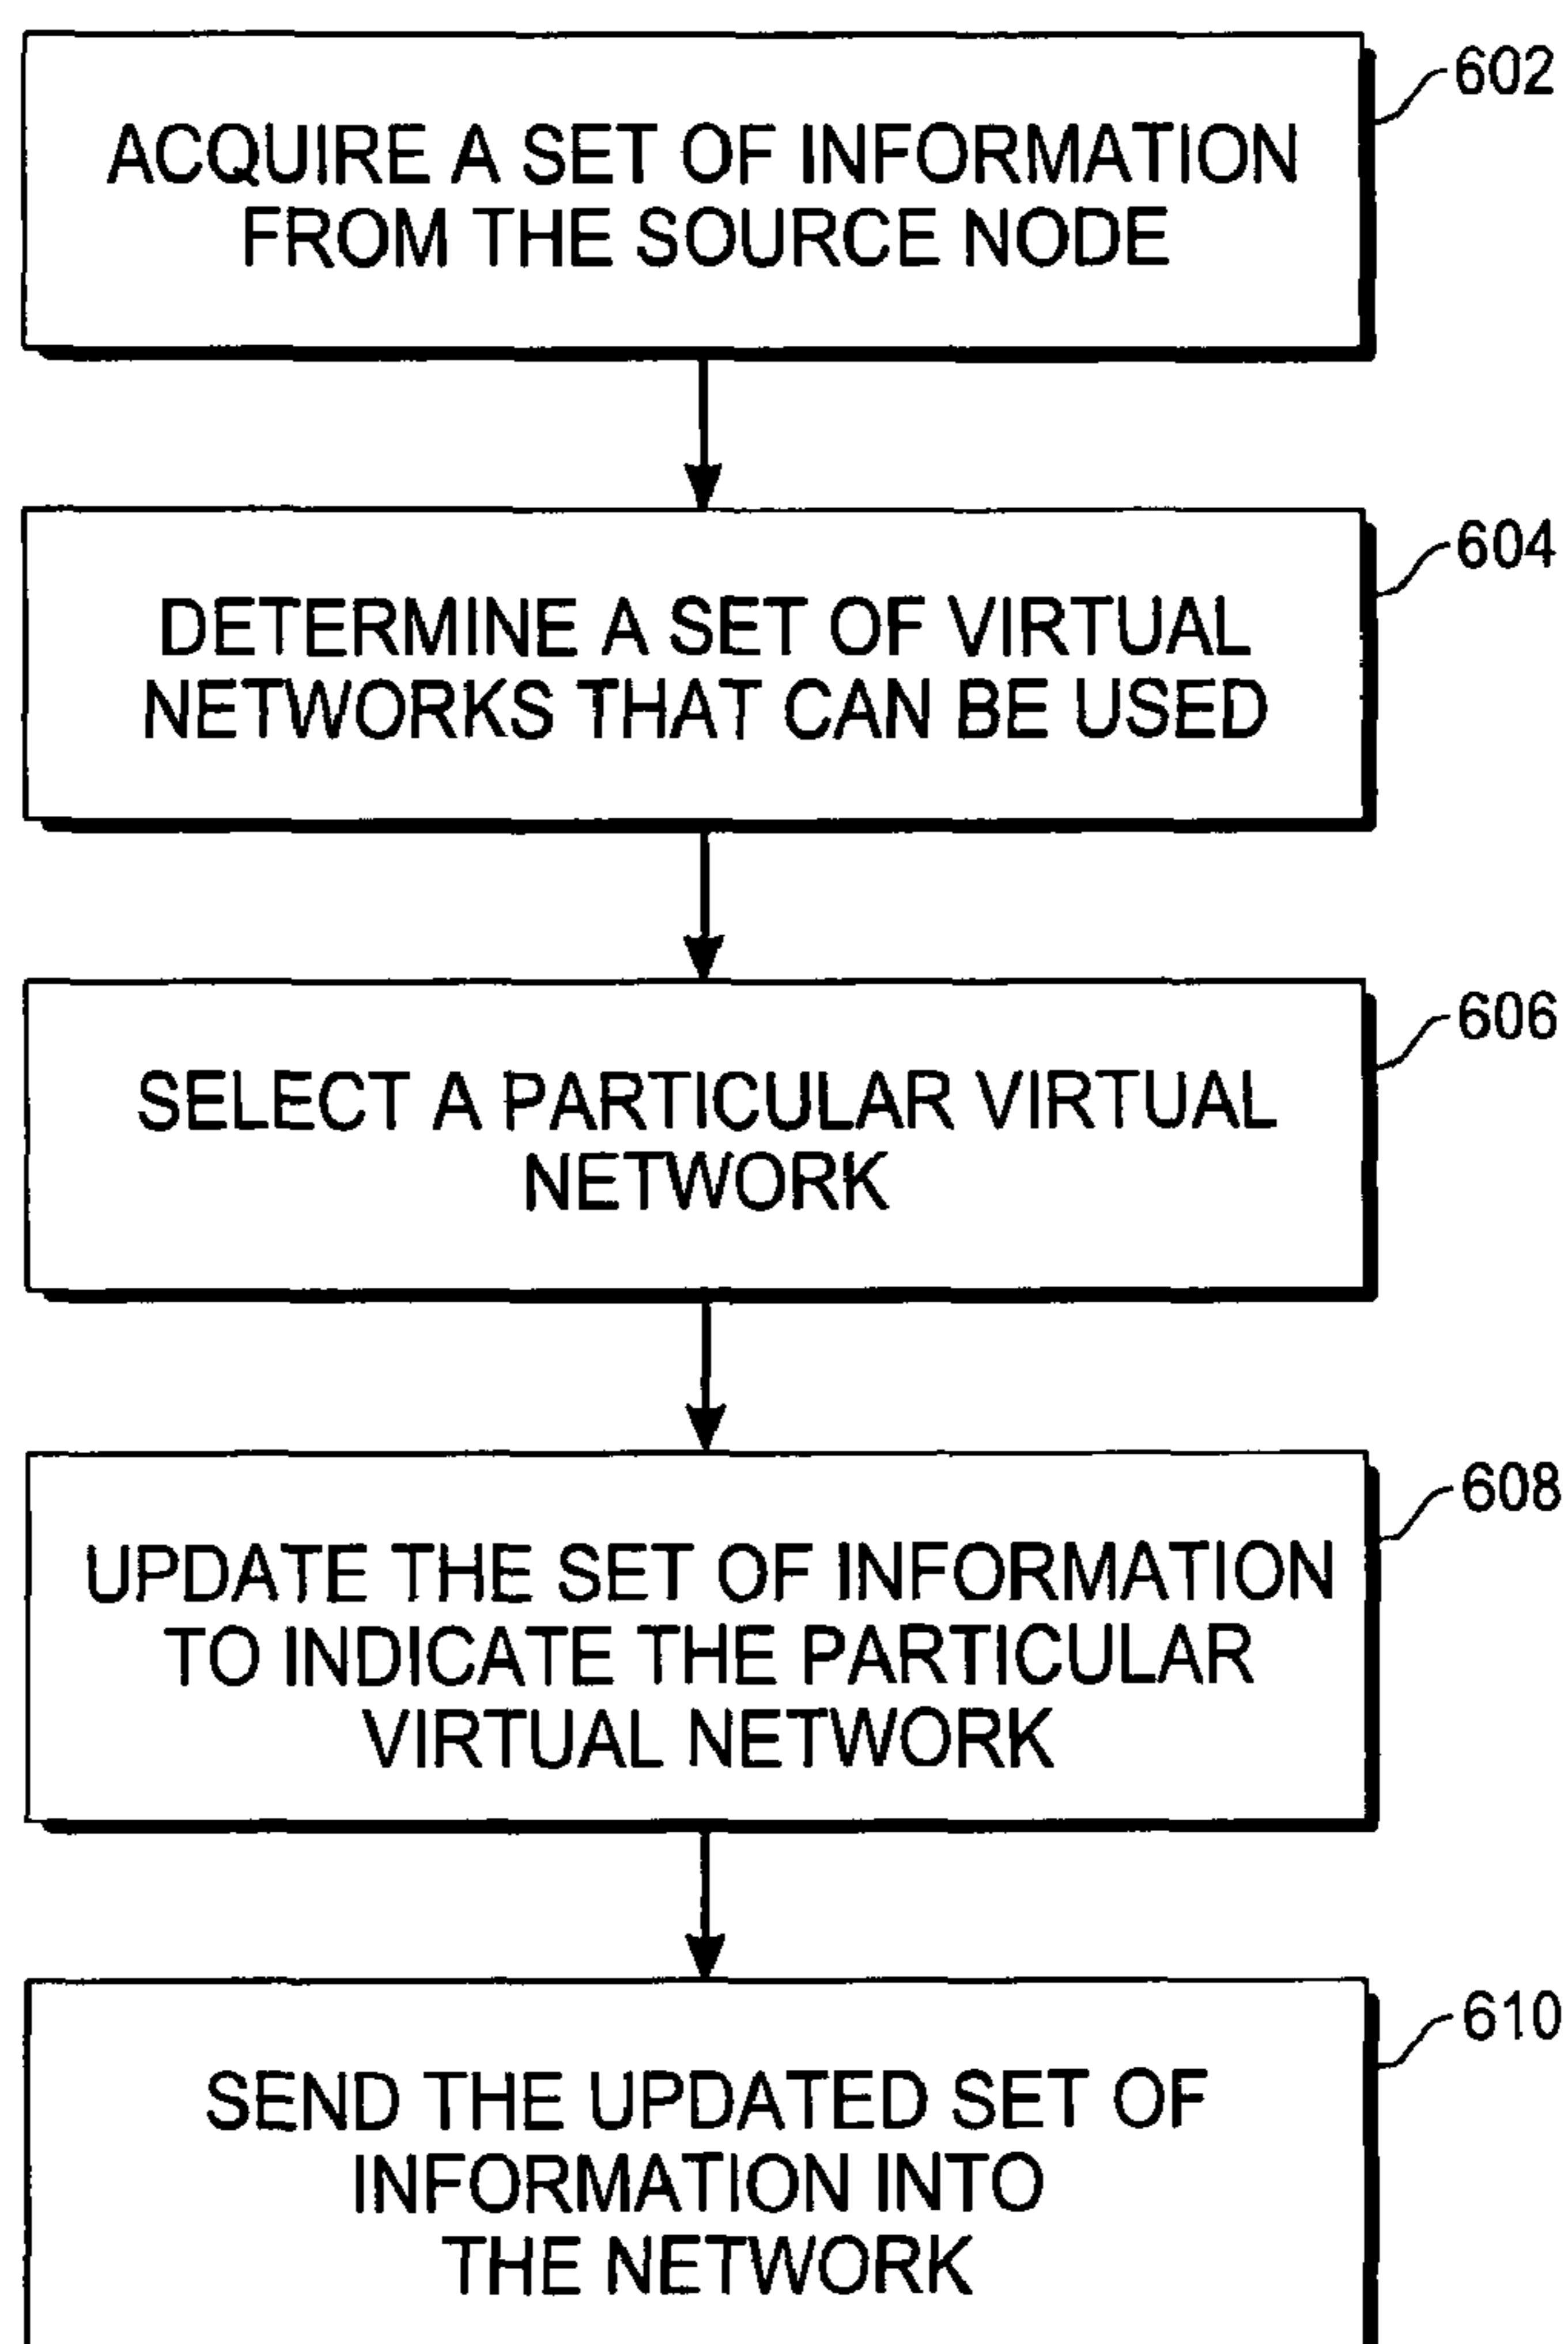 602
ACQUIRE A SET OF INFORMATION
FROM THE SOURCE NODE
604
DETERMINE A SET OF VIRTUAL
NETWORKS THAT CAN BE USED
606
SELECT A PARTICULAR VIRTUAL
NETWORK
608
UPDATE THE SET OF INFORMATION
TO INDICATE THE PARTICULAR
VIRTUAL NETWORK
610
SEND THE UPDATED SET OF
INFORMATION INTO
THE NETWORK